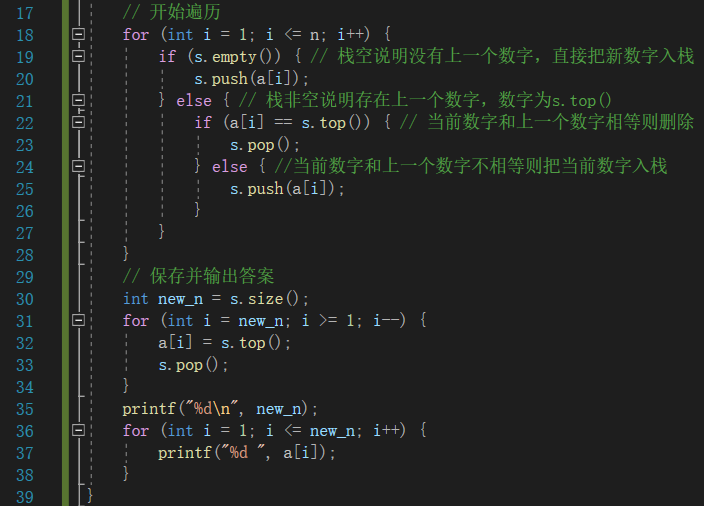 17 // 开始遍历
18 for (int i = 1; i <= n; i++) {
19 if (s.empty()) { // 栈空说明没有上一个数字，直接把新数字入栈
20 s.push(a[i]);
21 } else { // 栈非空说明存在上一个数字，数字为s.top()
22 if (a[i] == s.top()) { // 当前数字和上一个数字相等则删除
23 s.pop();
24 } else { //当前数字和上一个数字不相等则把当前数字入栈
25 s.push(a[i]);
26 }
27 }
28 }
29 // 保存并输出答案
30 int new_n = s.size();
31 for (int i = new_n; i >= 1; i--) {
32 a[i] = s.top();
33 s.pop();
34 }
35 printf("%d\n", new_n);
36 for (int i = 1; i <= new_n; i++) {
37 printf("%d ", a[i]);
38 }
39 }